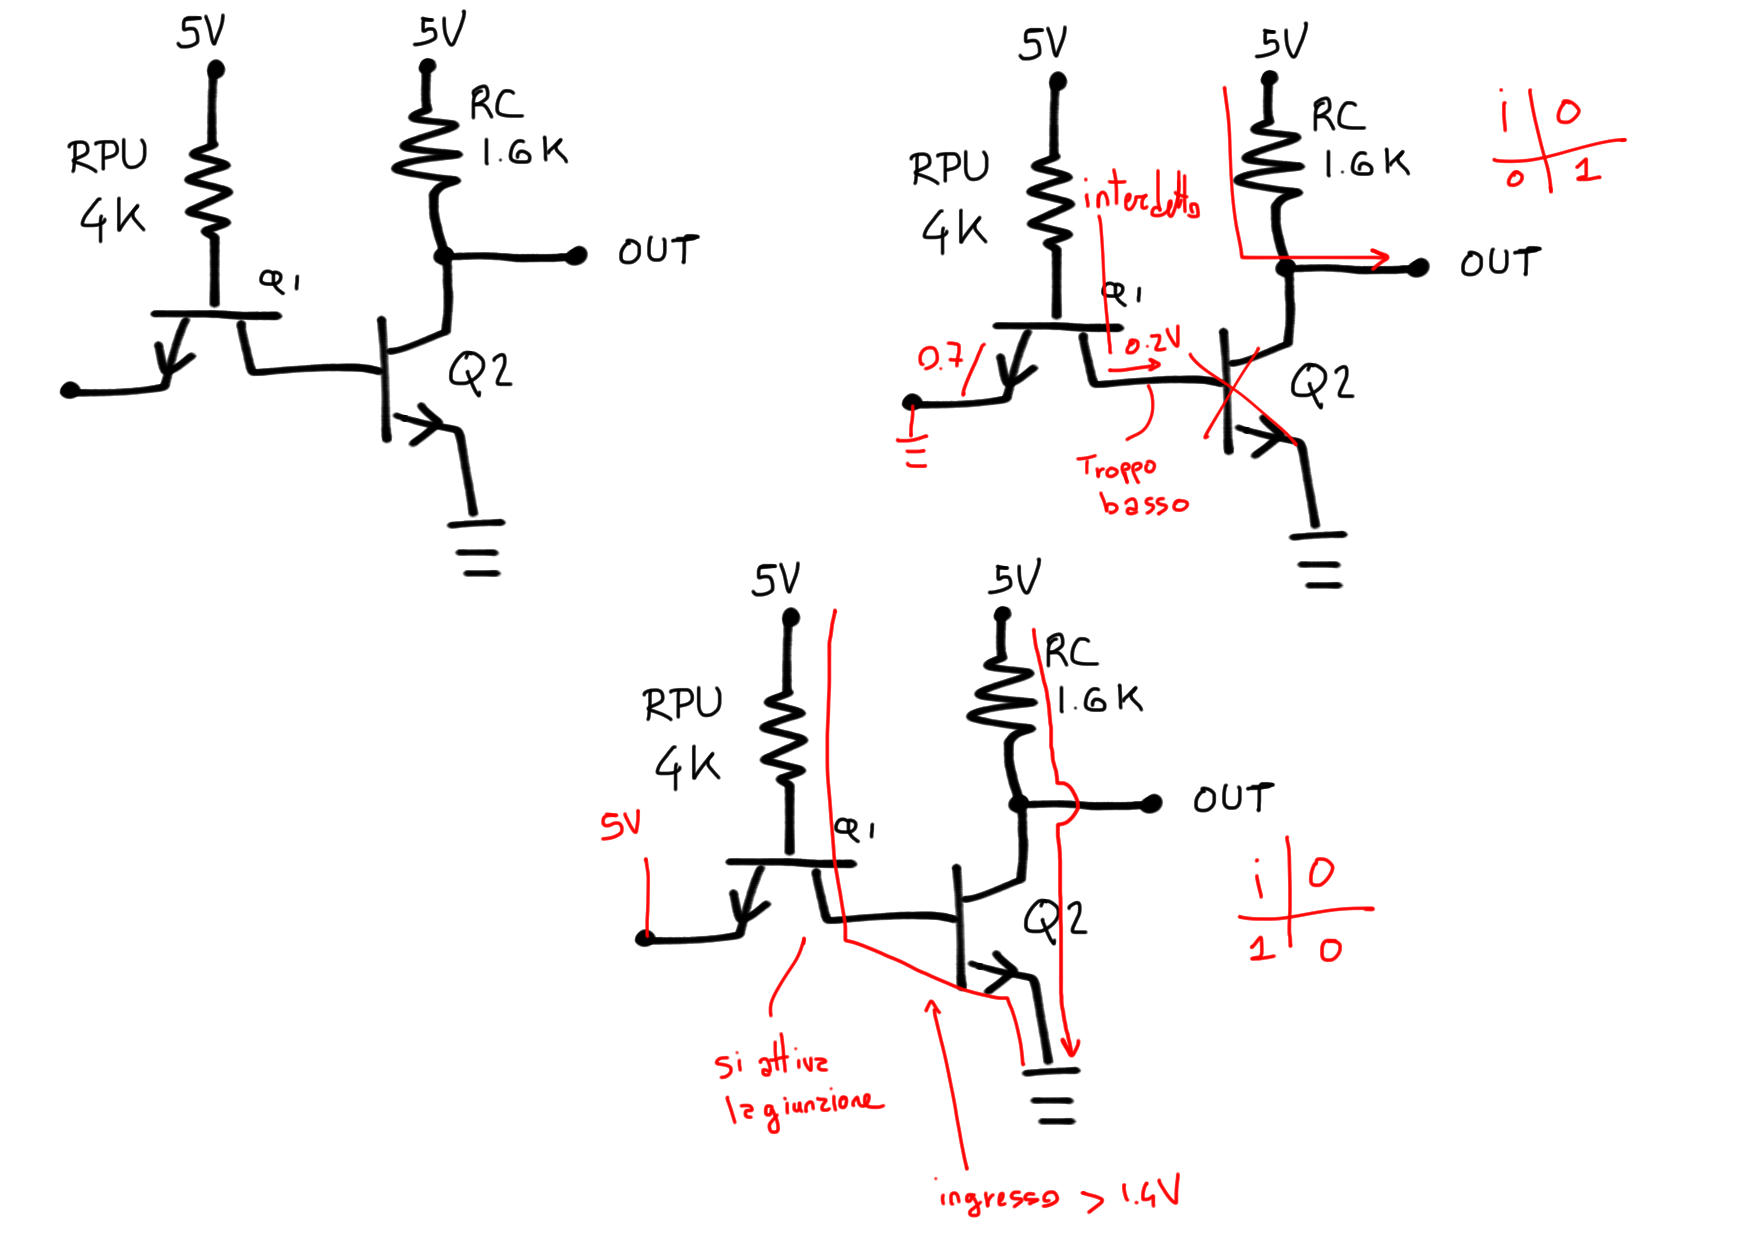 5V
5V
RC
1.6K
RPU
4K
OUT
Q1
Q2
5V
5V
RC
1.6K
i
0
0
1
RPU
4K
interdetto
OUT
Q1
0.7
0.2V
Q2
Troppo
basso
5V
5V
RC
1.6K
RPU
4K
5V
Q1
OUT
i
0
1
0
Q2
si attiva
la giunzione
ingresso > 1.4V